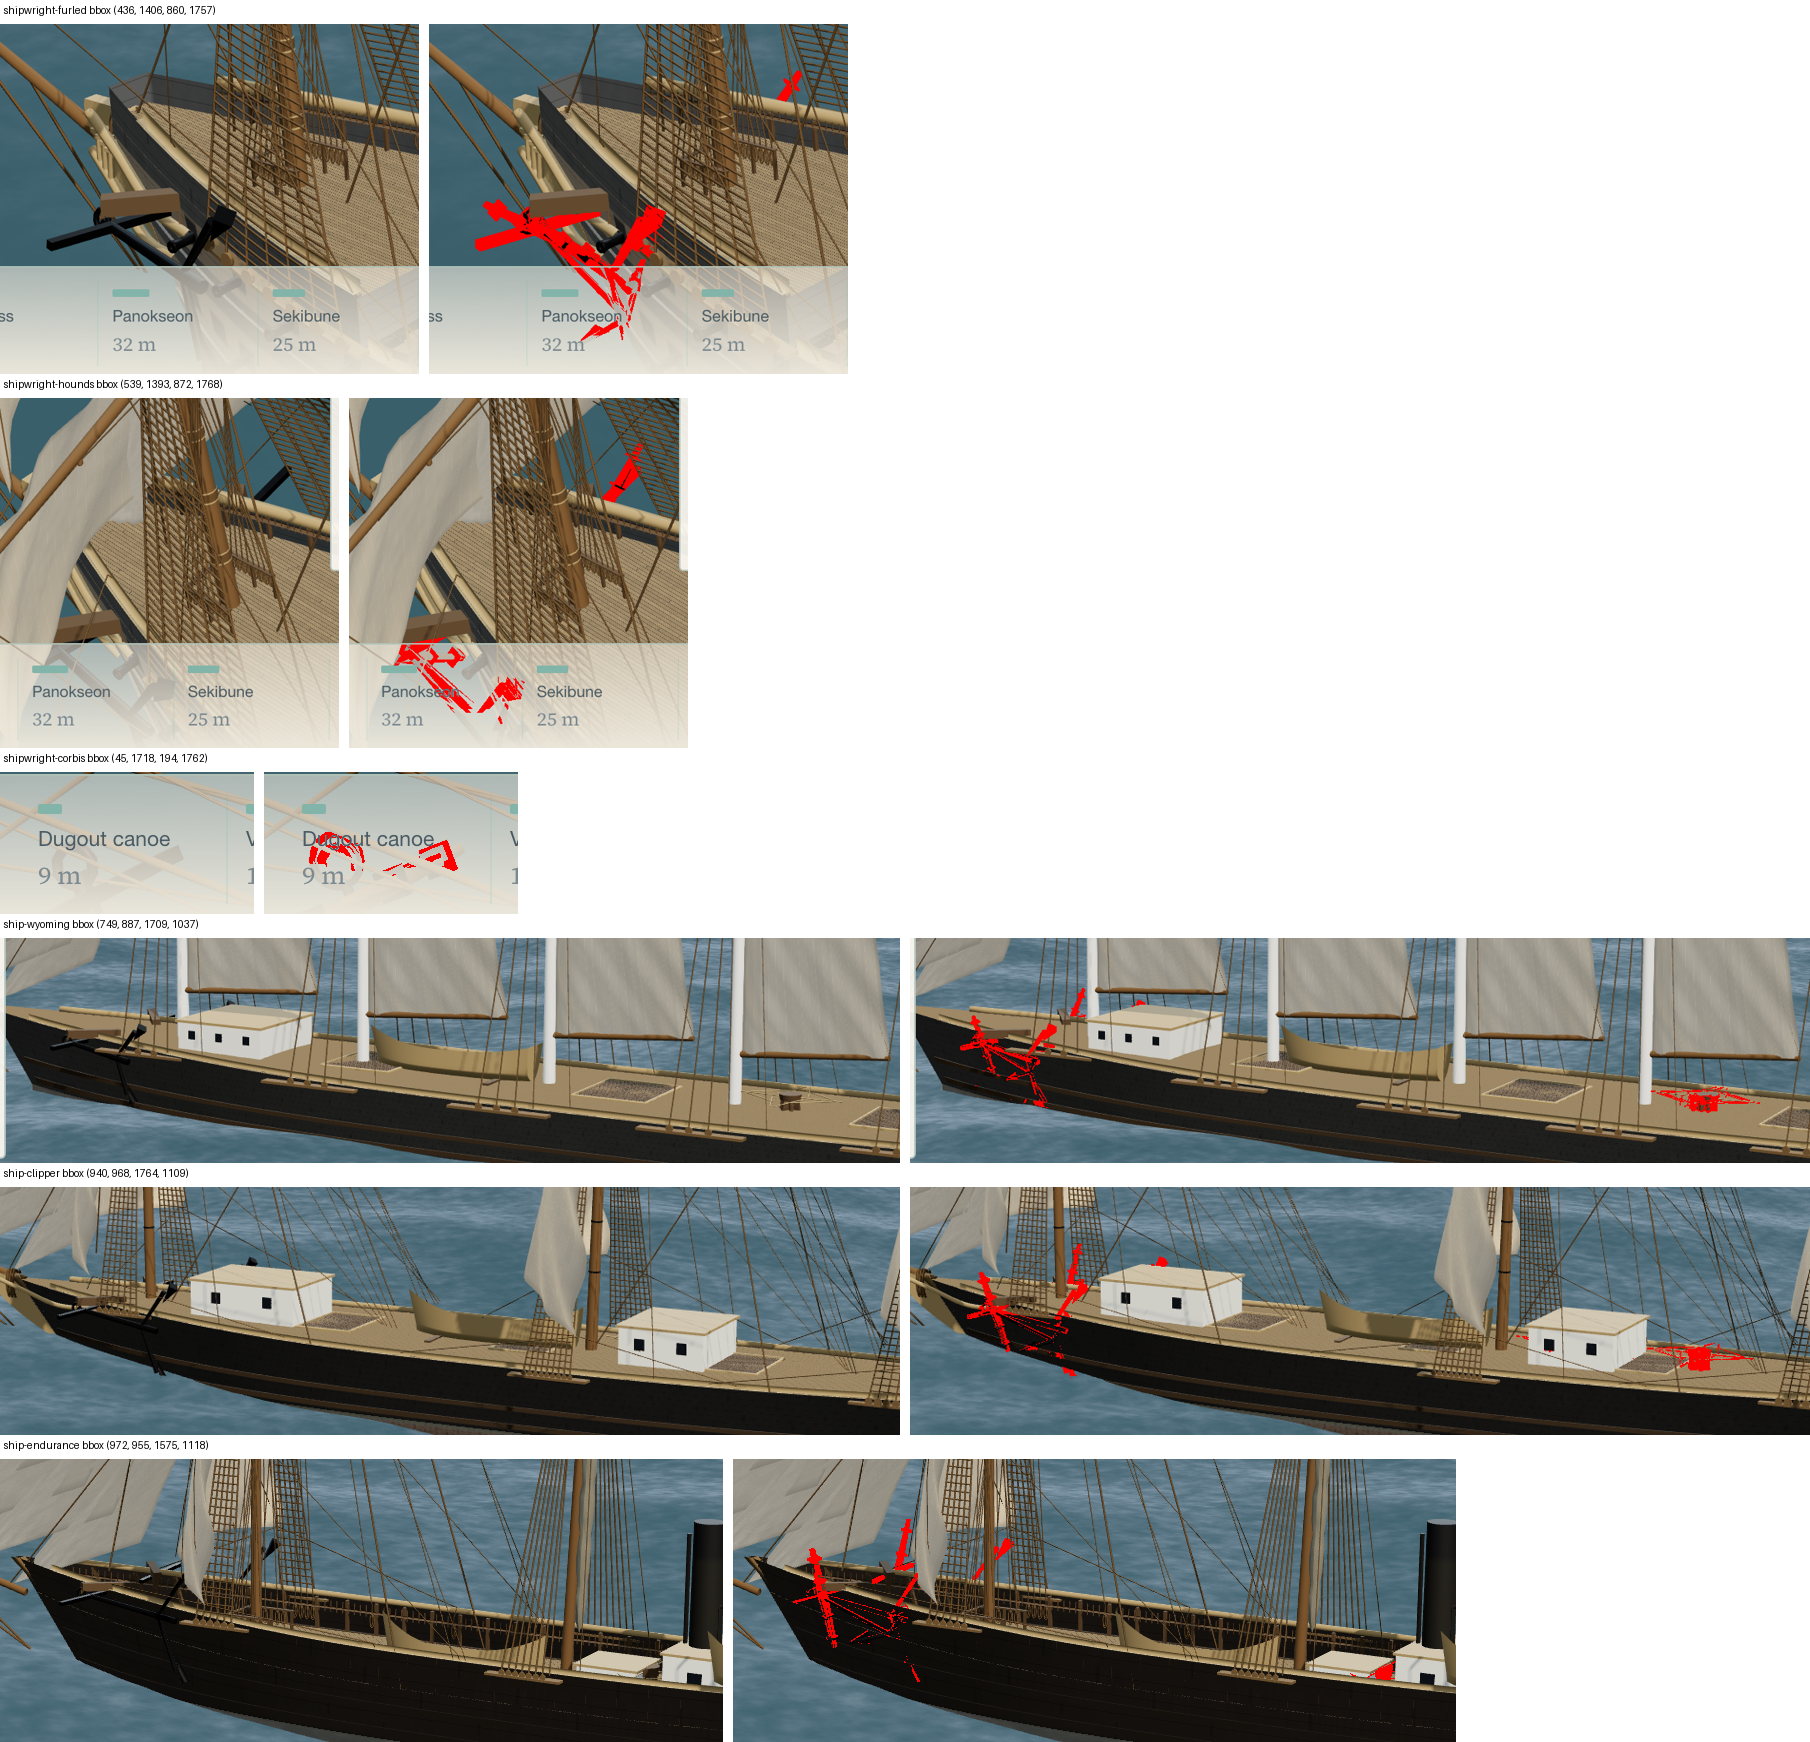 shipwright-furled bbox (436, 1406, 860, 1757)
ss
Panokseon
32 m
Sekibune
25 m
ss
Panokseon
32 m
Sekibune
25 m
shipwright-hounds bbox (539, 1393, 872, 1768)
Panokseon
32 m
Sekibune
25 m
Panokseon
32 m
Sekibune
25 m
shipwright-corbis bbox (45, 1718, 194, 1762)
Dugout canoe
9 m
V
1
Dugout canoe
9 m
V
1
ship-wyoming bbox (749, 887, 1709, 1037)
ship-clipper bbox (940, 968, 1764, 1109)
ship-endurance bbox (972, 955, 1575, 1118)